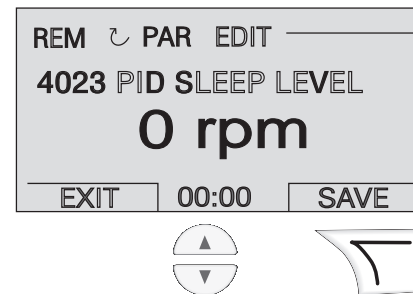 REM ↻ PAR EDIT
4023 PID SLEEP LEVEL
0 rpm
EXIT 00:00 SAVE